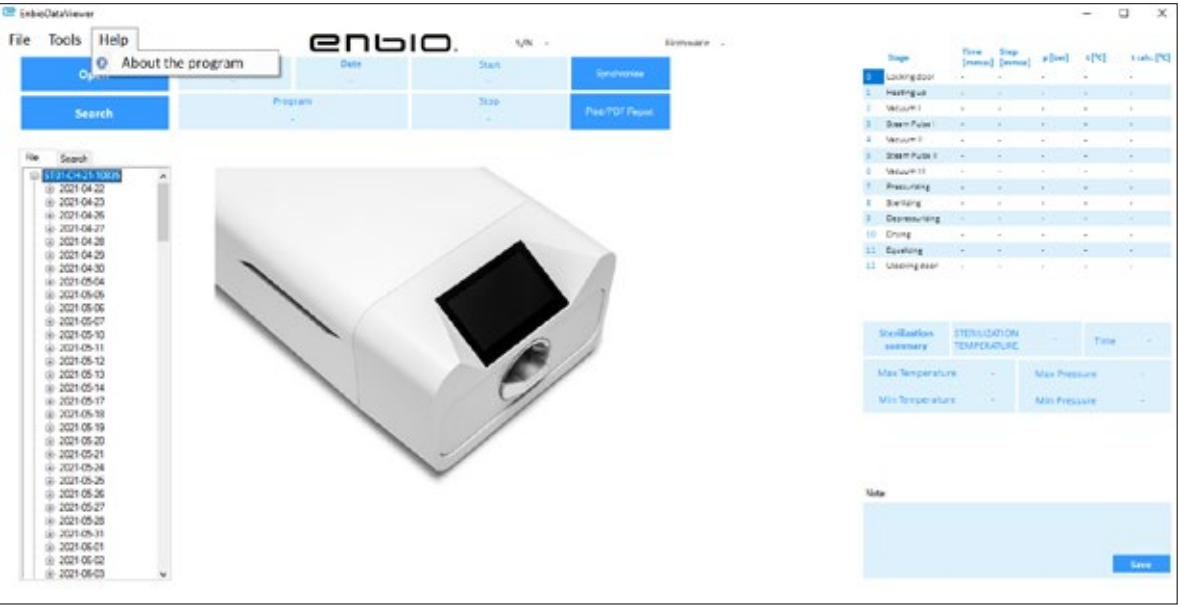 EnbioDataViewer
File Tools Help
About the program
enbio.
S/N -
Firmware -
Open
Date
-
Start
-
Synchronise
Search
Program
-
Stop
-
Print/PDF Report
File Search
ST01-CH-21-10836
2021-04-22
2021-04-23
2021-04-26
2021-04-27
2021-04-28
2021-04-29
2021-04-30
2021-05-04
2021-05-05
2021-05-06
2021-05-07
2021-05-10
2021-05-11
2021-05-12
2021-05-13
2021-05-14
2021-05-17
2021-05-18
2021-05-19
2021-05-20
2021-05-21
2021-05-24
2021-05-25
2021-05-26
2021-05-27
2021-05-28
2021-05-31
2021-06-01
2021-06-02
2021-06-03
Stage Time [mm:ss] Step [mm:ss] p [bar] t [°C] t calc. [°C]
0 Locking door - - - - -
1 Heating up - - - - -
2 Vacuum I - - - - -
3 Steam Pulse I - - - - -
4 Vacuum II - - - - -
5 Steam Pulse II - - - - -
6 Vacuum III - - - - -
7 Pressurizing - - - - -
8 Sterilizing - - - - -
9 Depressurizing - - - - -
10 Drying - - - - -
11 Equalizing - - - - -
12 Unlocking door - - - - -
Sterilization summary
STERILIZATION TEMPERATURE -
Time -
Max Temperature - Max Pressure -
Min Temperature - Min Pressure -
Note
Save